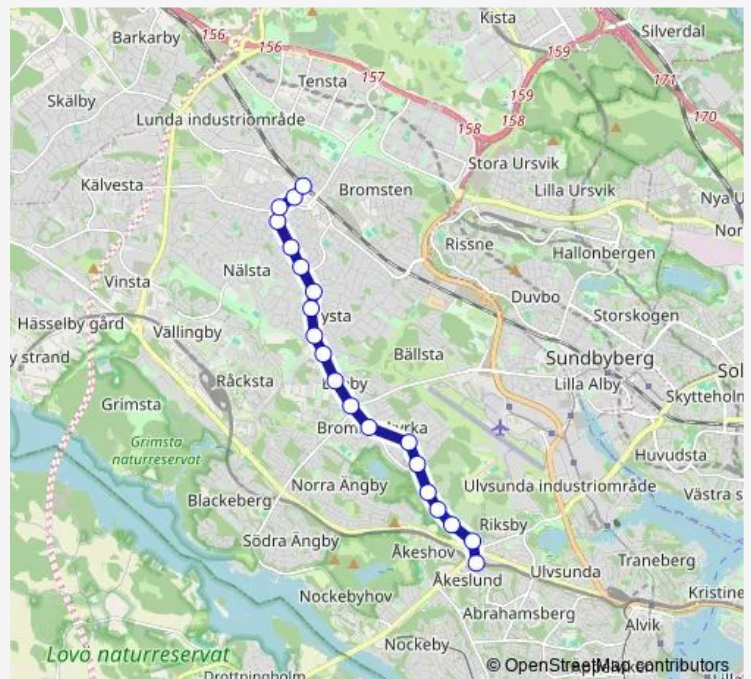 Kista
Silverdal
Barkarby
156
156
159
157
Tensta
171
Skälby
159
170
Lunda industriområde
158
158
Stora Ursvik
Kälvesta
Bromsten
Lilla Ursvik
Nya U
Nor
Rissne
Hallonbergen
Nälsta
Vinsta
Duvbo
Hässelby gård
Storskogen
Vällingby
ysta
y strand
Bällsta
Sundbyberg
Råcksta
Lilla Alby
Sol
Skytteholm
Grimsta
Grimsta
naturreservat
Huvudsta
Norra Ängby
Ulvsunda industriområde
Västra s
Blackeberg
Riksby
Södra Ängby
Åkeshov
Traneberg
Åkeslund
Ulvsunda
Nockebyhov
Kristine
Abrahamsberg
Alvik
Nockeby
Lovö naturreservat
© OpenStreetMap contributors
Drottningholm